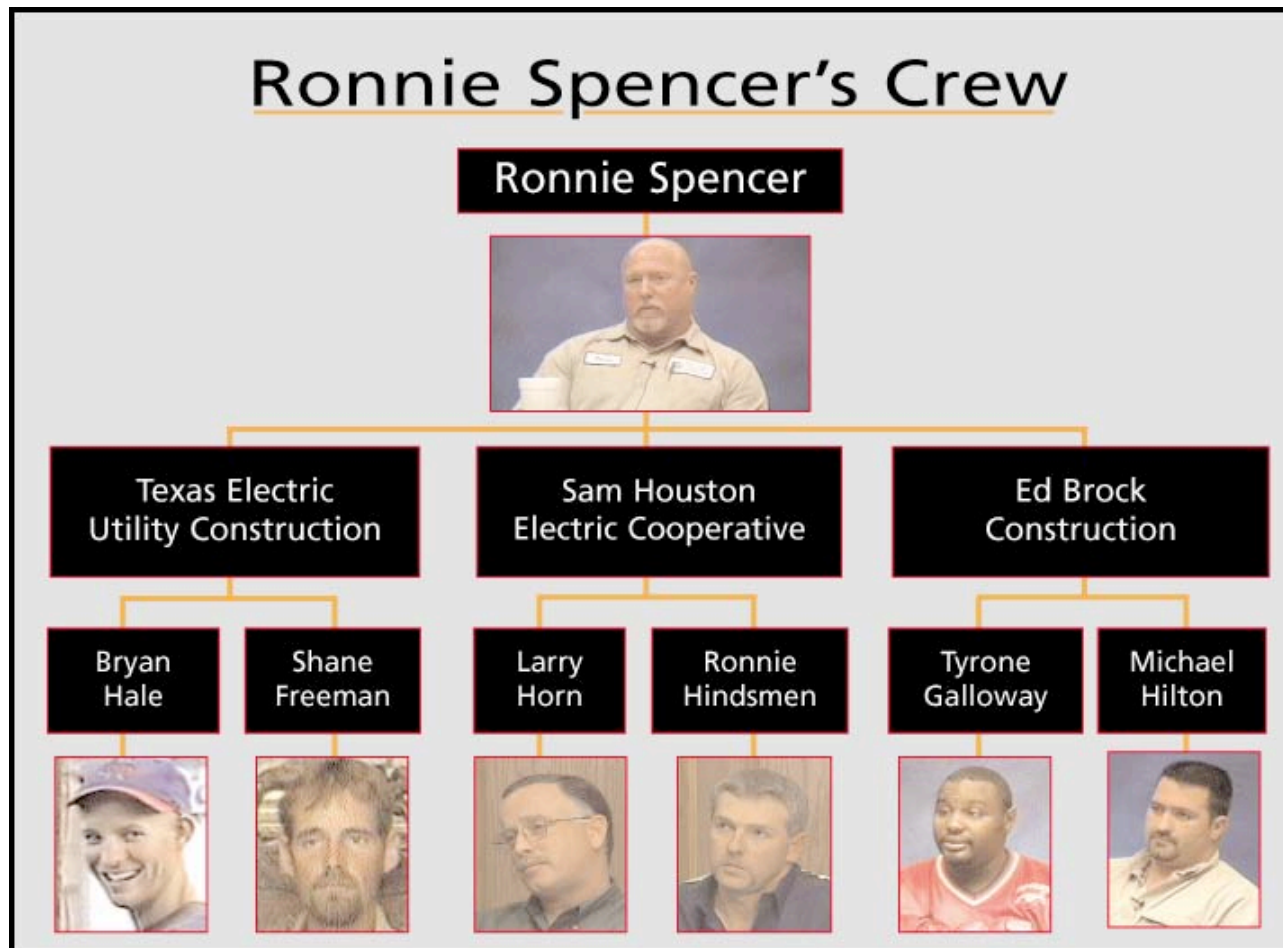 Ronnie Spencer's Crew
Ronnie Spencer
Texas Electric
Utility Construction
Sam Houston
Electric Cooperative
Ed Brock
Construction
Bryan
Hale
Shane
Freeman
Larry
Horn
Ronnie
Hindsmen
Tyrone
Galloway
Michael
Hilton